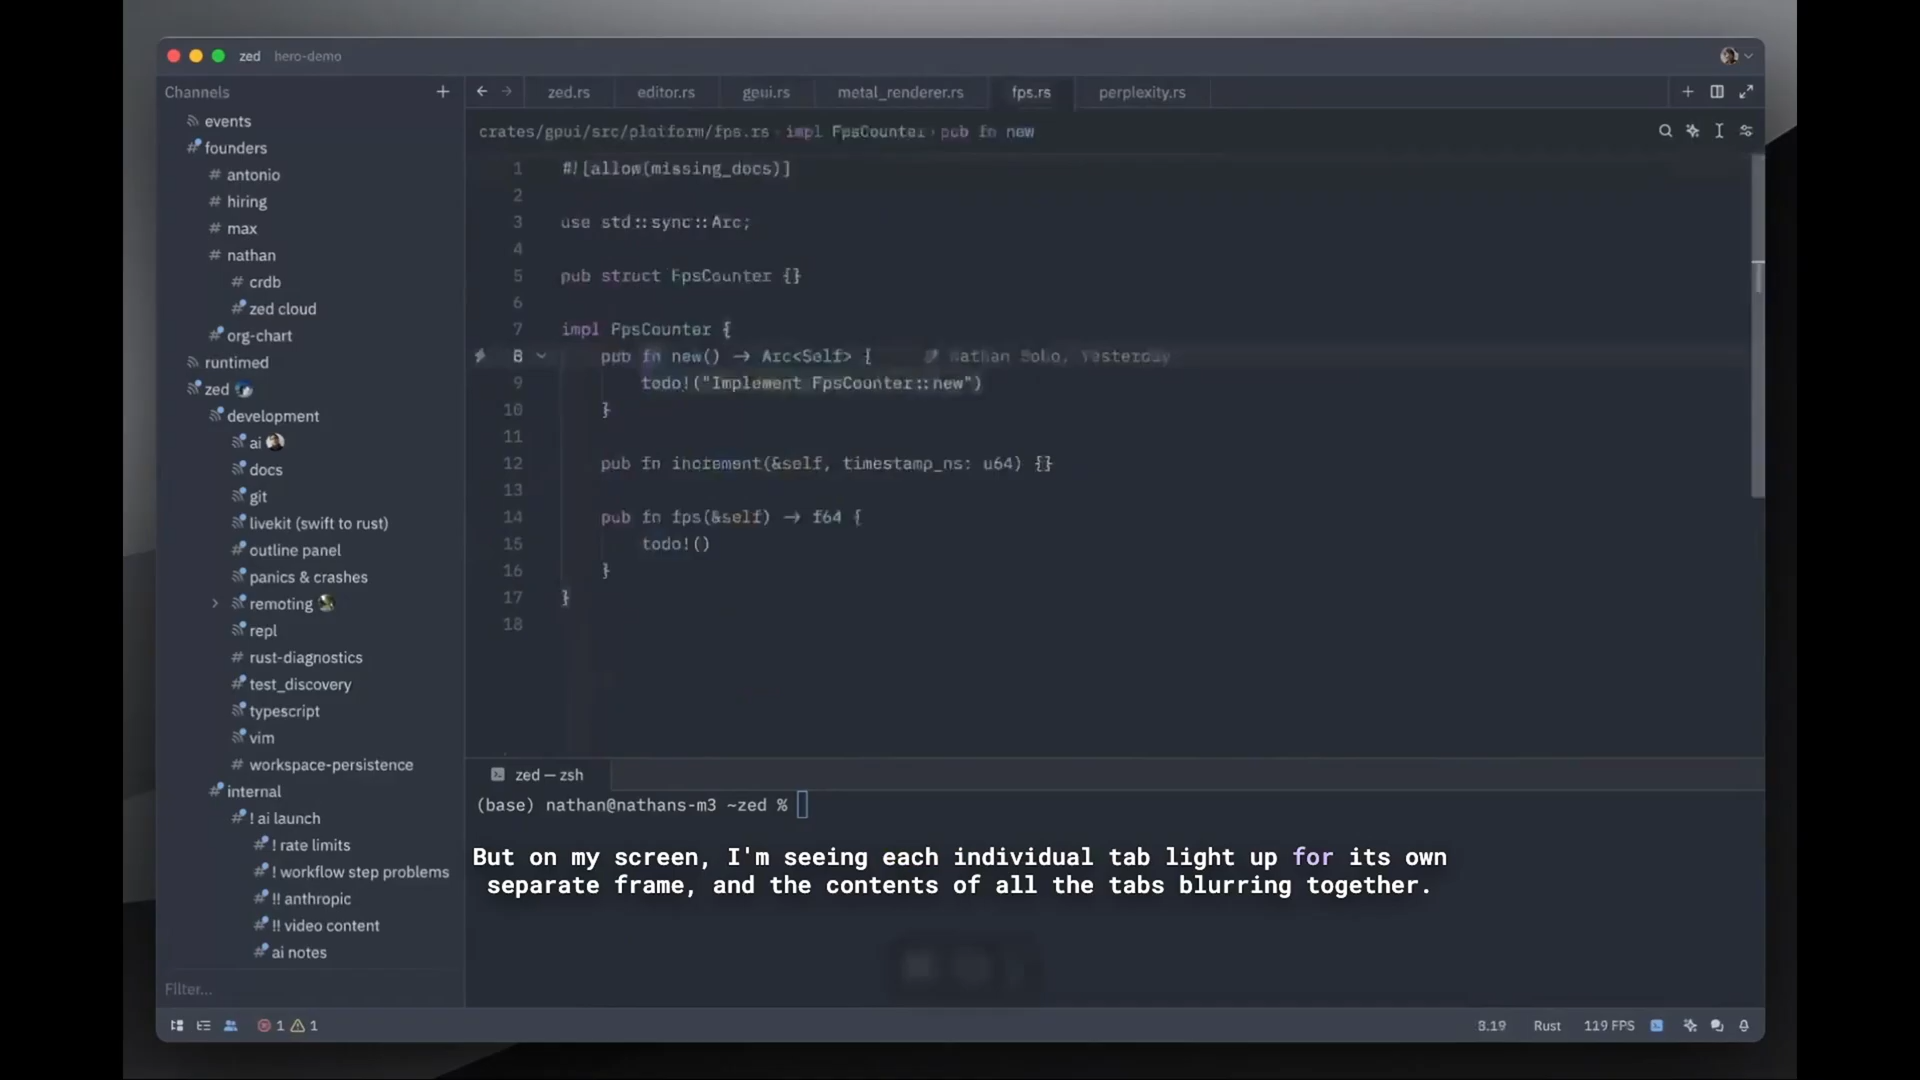 zed hero-demo
Channels
events
# founders
# antonio
# hiring
# max
# nathan
# crdb
# zed cloud
# org-chart
runtimed
zed
development
ai
docs
git
livekit (swift to rust)
outline panel
panics & crashes
remoting
repl
# rust-diagnostics
# test_discovery
typescript
vim
# workspace-persistence
# internal
# ! ai launch
# ! rate limits
# ! workflow step problems
# !! anthropic
# !! video content
# ai notes
Filter...
zed.rs editor.rs gpui.rs metal_renderer.rs fps.rs perplexity.rs
crates/gpui/src/platform/fps.rs › impl FpsCounter › pub fn new
1 #![allow(missing_docs)]
2
3 use std::sync::Arc;
4
5 pub struct FpsCounter {}
6
7 impl FpsCounter {
8 pub fn new() → Arc<Self> { Nathan Sobo, Yesterday
9 todo!("Implement FpsCounter::new")
10 }
11
12 pub fn increment(&self, timestamp_ns: u64) {}
13
14 pub fn fps(&self) → f64 {
15 todo!()
16 }
17 }
18
zed — zsh
(base) nathan@nathans-m3 ~zed %
But on my screen, I'm seeing each individual tab light up for its own
separate frame, and the contents of all the tabs blurring together.
1 1
Rust 119 FPS